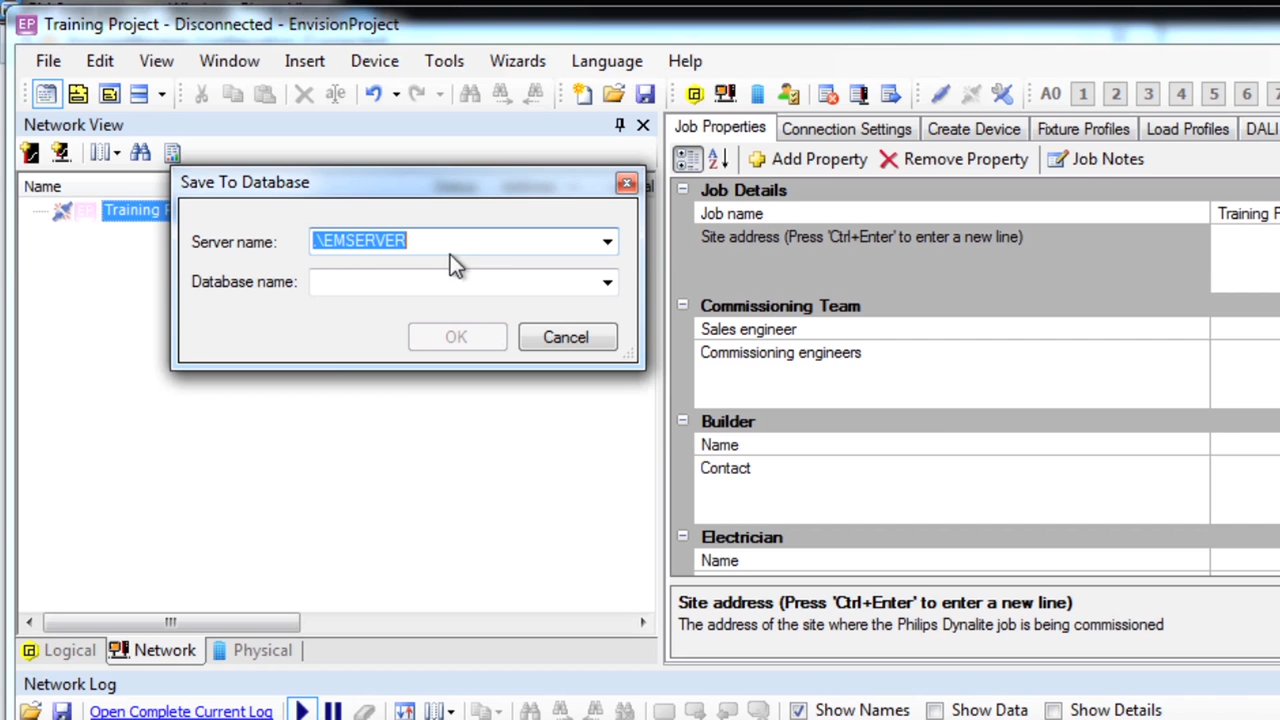 EP Training Project - Disconnected - EnvisionProject
File Edit View Window Insert Device Tools Wizards Language Help
A0 1 2 3 4 5 6
Network View
Job Properties Connection Settings Create Device Fixture Profiles Load Profiles DALI
Add Property Remove Property Job Notes
Name
Training P
Save To Database
Server name: .\EMSERVER
Database name:
OK Cancel
Job Details
Job name Training P
Site address (Press 'Ctrl+Enter' to enter a new line)
Commissioning Team
Sales engineer
Commissioning engineers
Builder
Name
Contact
Electrician
Name
Site address (Press 'Ctrl+Enter' to enter a new line)
The address of the site where the Philips Dynalite job is being commissioned
Logical Network Physical
Network Log
Open Complete Current Log Show Names Show Data Show Details